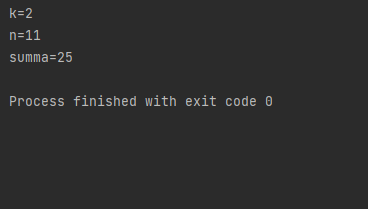 k=2
n=11
summa=25
Process finished with exit code 0